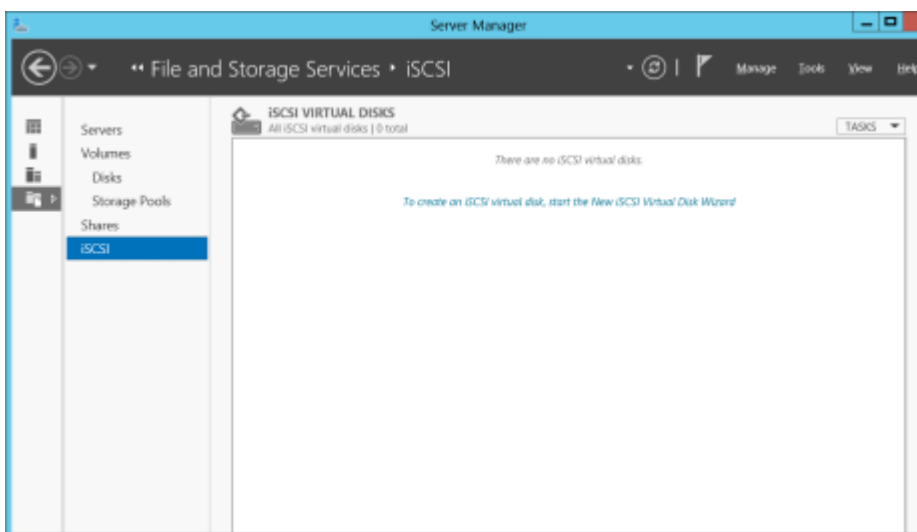 Server Manager
File and Storage Services • iSCSI
Manage Tools View Help
Servers
Volumes
Disks
Storage Pools
Shares
iSCSI
iSCSI VIRTUAL DISKS
All iSCSI virtual disks | 0 total
TASKS
There are no iSCSI virtual disks.
To create an iSCSI virtual disk, start the New iSCSI Virtual Disk Wizard